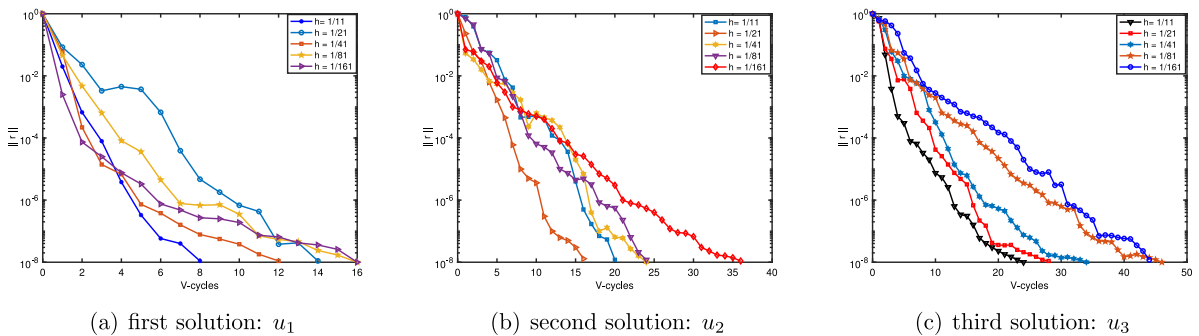 10^0
10^-2
10^-4
10^-6
10^-8
|| r ||
0 2 4 6 8 10 12 14 16
V-cycles
h = 1/11
h = 1/21
h = 1/41
h = 1/81
h = 1/161
(a) first solution: u_1
10^0
10^-2
10^-4
10^-6
10^-8
|| r ||
0 5 10 15 20 25 30 35 40
V-cycles
h= 1/11
h = 1/21
h = 1/41
h = 1/81
h = 1/161
(b) second solution: u_2
10^0
10^-2
10^-4
10^-6
10^-8
|| r ||
0 10 20 30 40 50
V-cycles
h = 1/11
h = 1/21
h = 1/41
h = 1/81
h = 1/161
(c) third solution: u_3